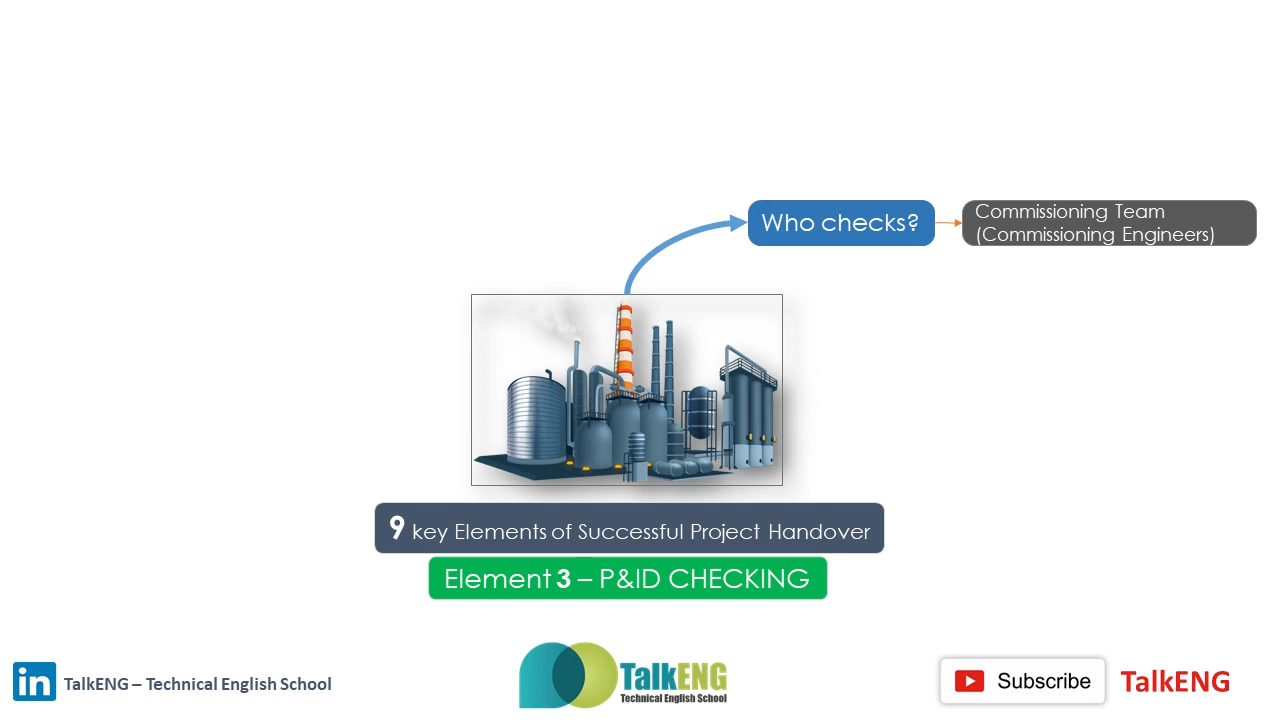 Who checks?
Commissioning Team
(Commissioning Engineers)
9 key Elements of Successful Project Handover
Element 3 – P&ID CHECKING
in TalkENG – Technical English School
TalkENG
Technical English School
Subscribe
TalkENG